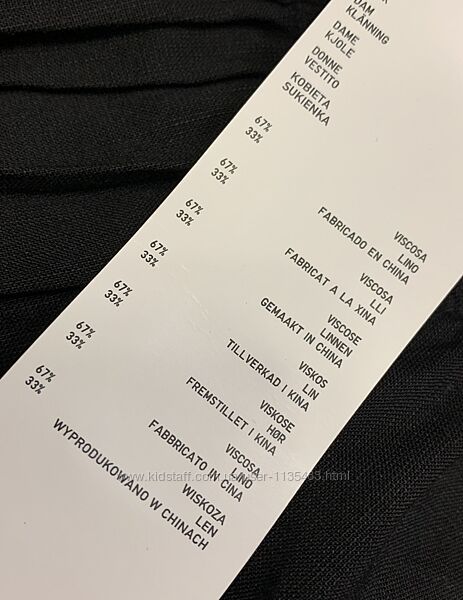 DAM
KLÄNNING
DAME
KJOLE
DONNE
VESTITO
KOBIETA
SUKIENKA
67% VISCOSA
33% LINO
FABRICADO EN CHINA
67% VISCOSA
33% LLI
FABRICAT A LA XINA
67% VISCOSE
33% LINNEN
GEMAAKT IN CHINA
67% VISKOS
33% LIN
TILLVERKAD I KINA
67% VISKOSE
33% HØR
FREMSTILLET I KINA
67% VISCOSA
33% LINO
FABBRICATO IN CINA
67% WISKOZA
33% LEN
WYPRODUKOWANO W CHINACH